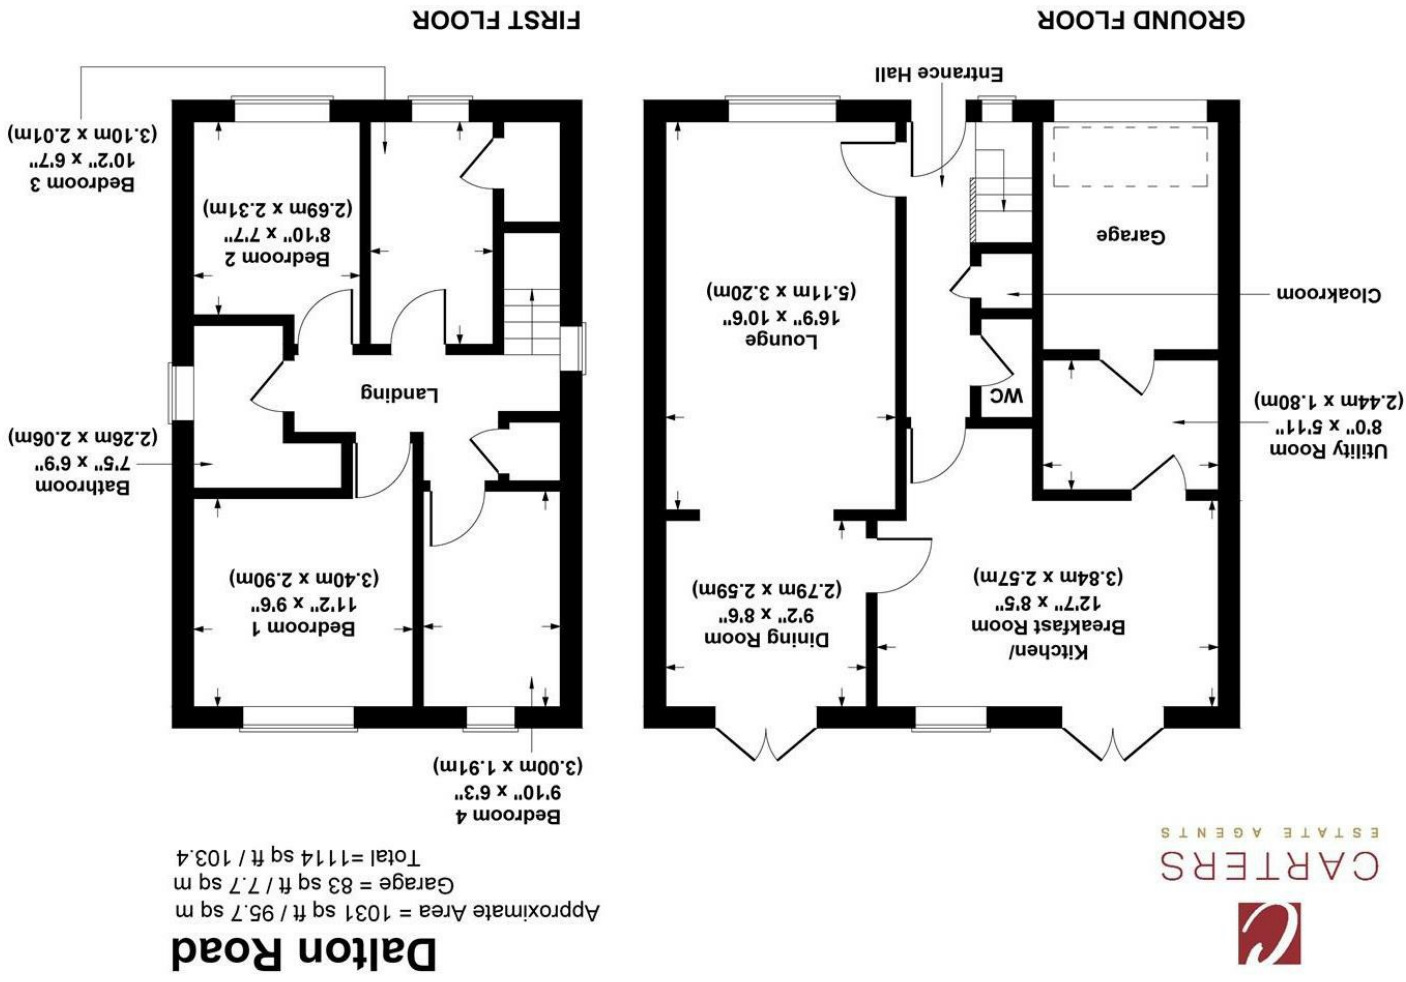 CARTERS
ESTATE AGENTS
Dalton Road
Approximate Area = 1031 sq ft / 95.7 sq m
Garage = 83 sq ft / 7.7 sq m
Total =1114 sq ft / 103.4
Kitchen/
Breakfast Room
12'7" x 8'5"
(3.84m x 2.57m)
Dining Room
9'2" x 8'6"
(2.79m x 2.59m)
Utility Room
8'0" x 5'11"
(2.44m x 1.80m)
WC
Lounge
16'9" x 10'6"
(5.11m x 3.20m)
Cloakroom
Garage
Entrance Hall
GROUND FLOOR
Bedroom 4
9'10" x 6'3"
(3.00m x 1.91m)
Bedroom 1
11'2" x 9'6"
(3.40m x 2.90m)
Bathroom
7'5" x 6'9"
(2.26m x 2.06m)
Landing
Bedroom 2
8'10" x 7'7"
(2.69m x 2.31m)
Bedroom 3
10'2" x 6'7"
(3.10m x 2.01m)
FIRST FLOOR